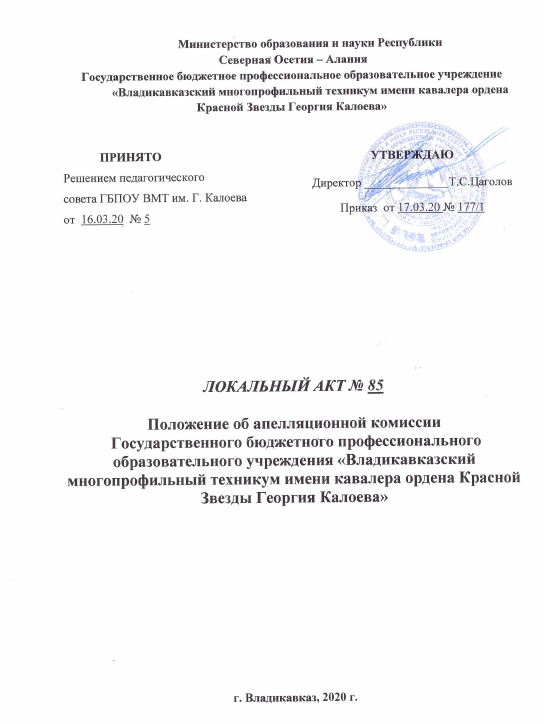 Министерство образования и науки Республики
Северная Осетия – Алания
Государственное бюджетное профессиональное образовательное учреждение
«Владикавказский многопрофильный техникум имени кавалера ордена
Красной Звезды Георгия Калоева»
ПРИНЯТО
Решением педагогического
совета ГБПОУ ВМТ им. Г. Калоева
от 16.03.20 № 5
УТВЕРЖДАЮ
Директор ______________Т.С.Цаголов
Приказ от 17.03.20 № 177/1
ЛОКАЛЬНЫЙ АКТ № 85
Положение об апелляционной комиссии
Государственного бюджетного профессионального
образовательного учреждения «Владикавказский
многопрофильный техникум имени кавалера ордена Красной
Звезды Георгия Калоева»
г. Владикавказ, 2020 г.